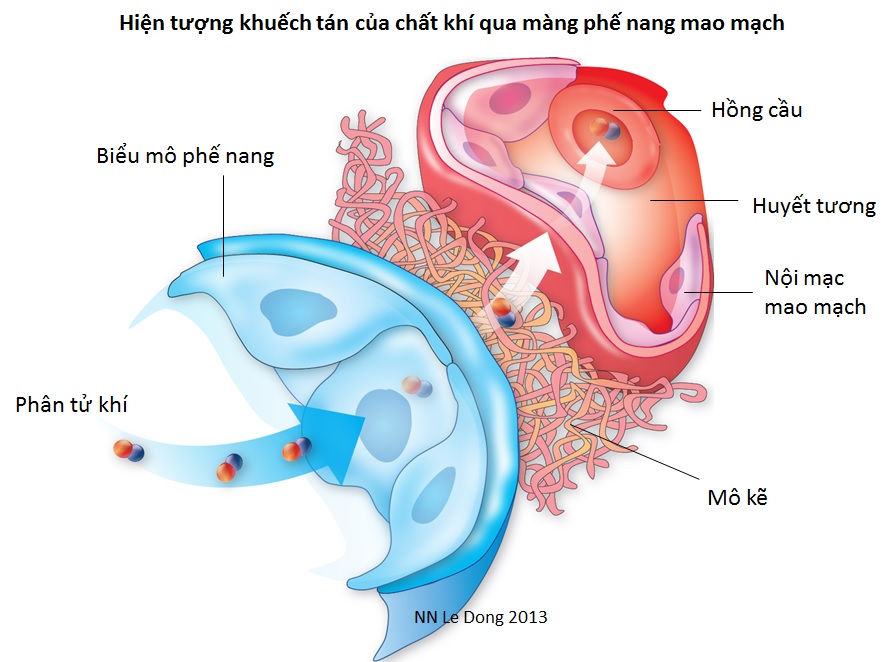 Hiện tượng khuếch tán của chất khí qua màng phế nang mao mạch
Hồng cầu
Biểu mô phế nang
Huyết tương
Nội mạc
mao mạch
Phân tử khí
Mô kẽ
NN Le Dong 2013